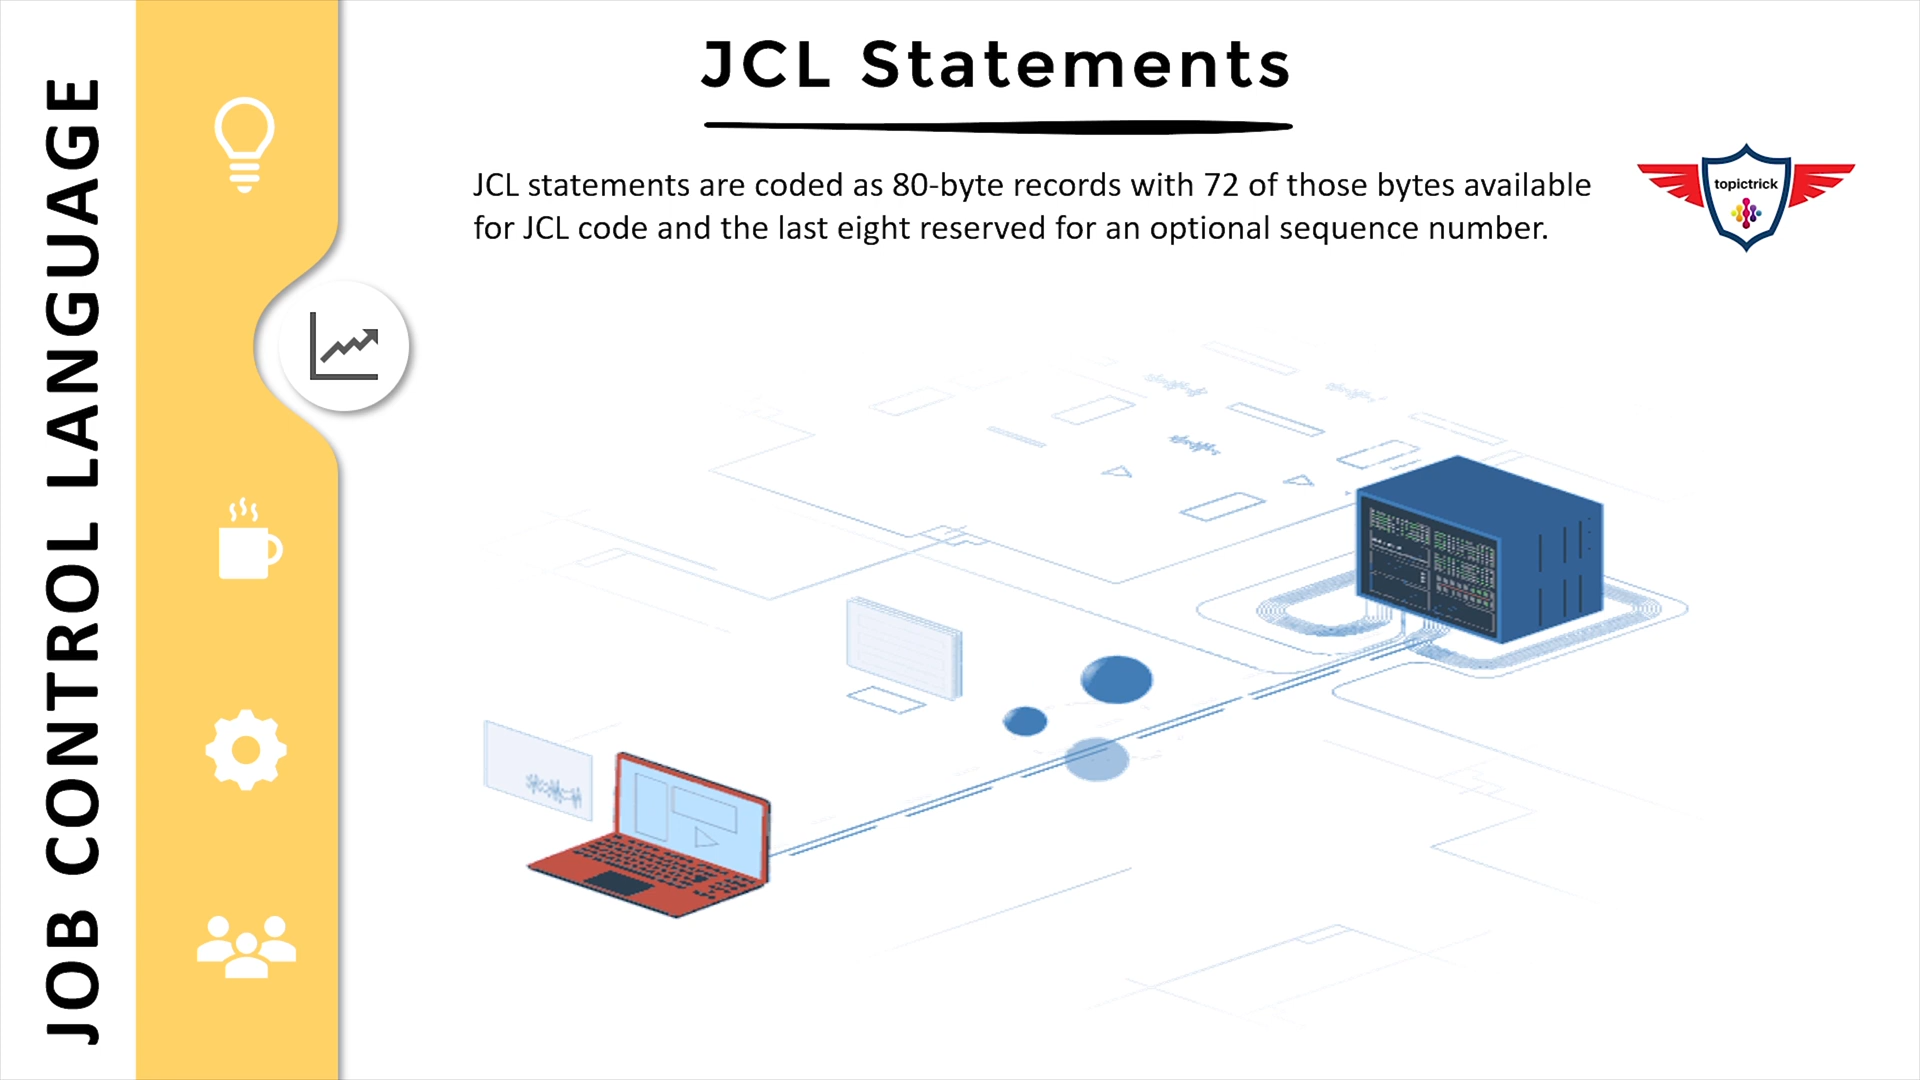 JOB CONTROL LANGUAGE
JCL Statements
JCL statements are coded as 80-byte records with 72 of those bytes available
for JCL code and the last eight reserved for an optional sequence number.
topictrick